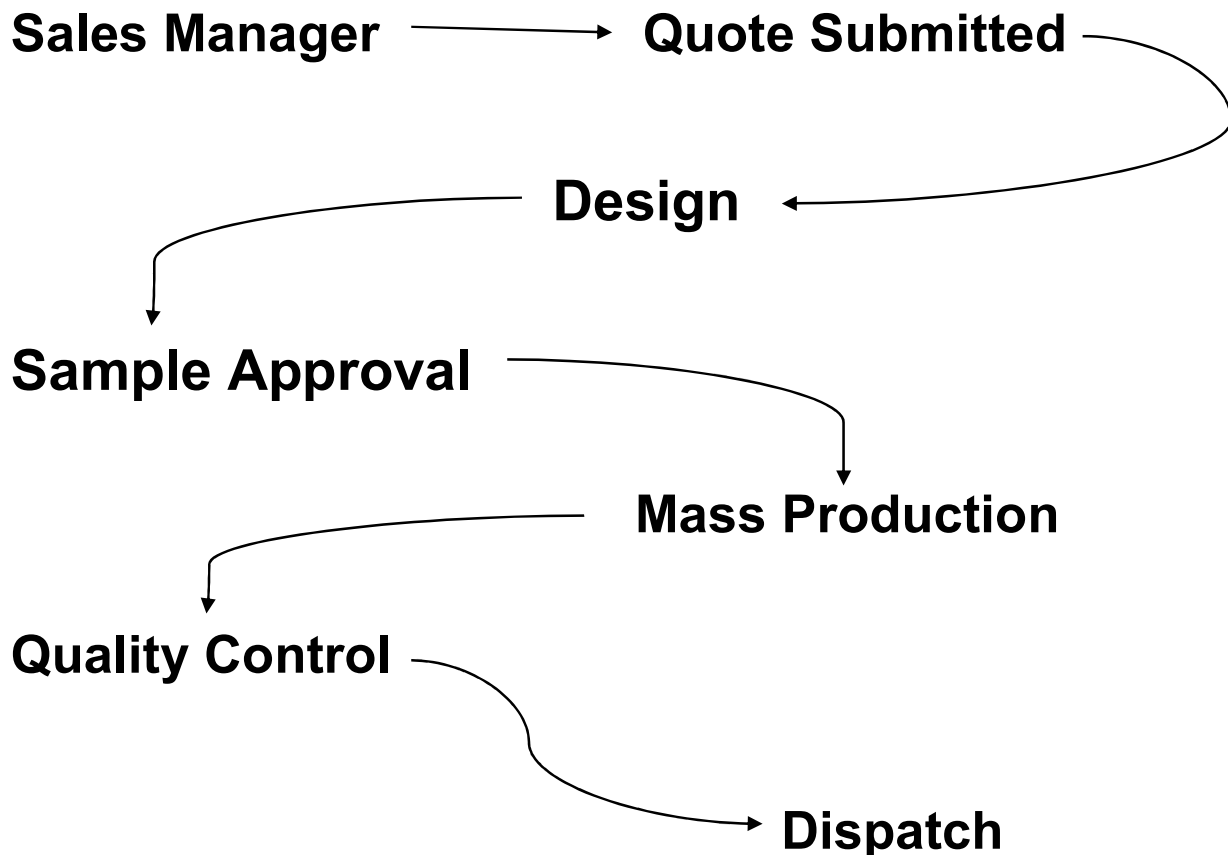 Sales Manager
Quote Submitted
Design
Sample Approval
Mass Production
Quality Control
Dispatch